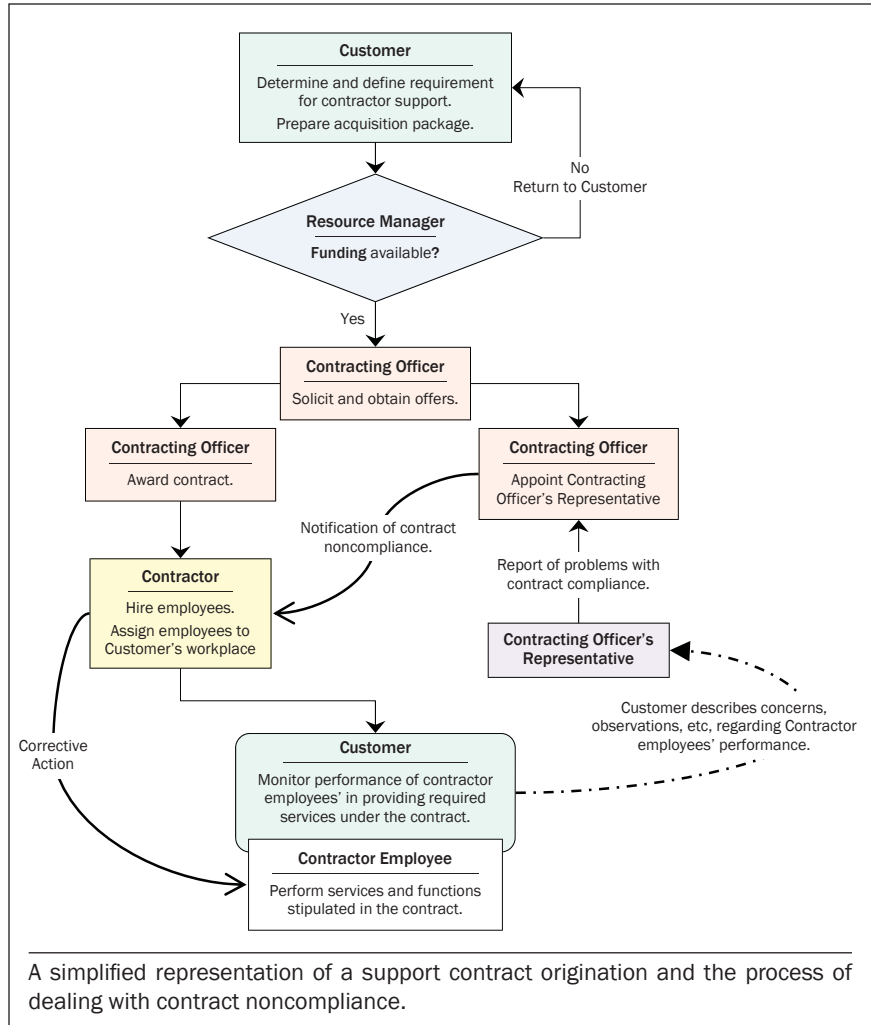 Customer
Determine and define requirement
for contractor support.
Prepare acquisition package.
No
Return to Customer
Resource Manager
Funding available?
Yes
Contracting Officer
Solicit and obtain offers.
Contracting Officer
Award contract.
Contracting Officer
Appoint Contracting
Officer's Representative
Notification of contract
noncompliance.
Report of problems with
contract compliance.
Contractor
Hire employees.
Assign employees to
Customer's workplace
Contracting Officer's
Representative
Customer describes concerns,
observations, etc, regarding Contractor
employees' performance.
Corrective
Action
Customer
Monitor performance of contractor
employees' in providing required
services under the contract.
Contractor Employee
Perform services and functions
stipulated in the contract.
A simplified representation of a support contract origination and the process of
dealing with contract noncompliance.